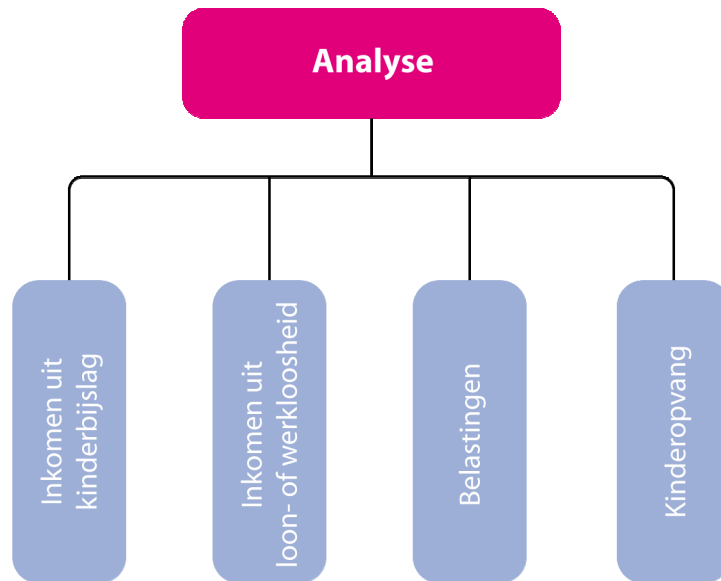 Analyse
Inkomen uit
kinderbijslag
Inkomen uit
loon- of werkloosheid
Belastingen
Kinderopvang